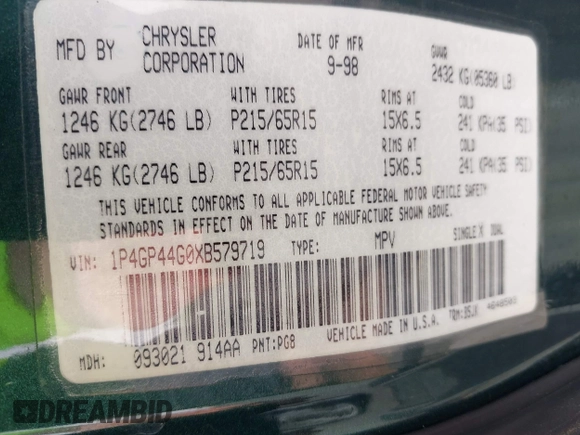 MFD BY CHRYSLER CORPORATION DATE OF MFR 9-98 GVWR 2432 KG(05360 LB)
GAWR FRONT WITH TIRES RIMS AT COLD
1246 KG(2746 LB) P215/65R15 15X6.5 241 KPA(35 PSI)
GAWR REAR WITH TIRES RIMS AT COLD
1246 KG(2746 LB) P215/65R15 15X6.5 241 KPA(35 PSI)
THIS VEHICLE CONFORMS TO ALL APPLICABLE FEDERAL MOTOR VEHICLE SAFETY
STANDARDS IN EFFECT ON THE DATE OF MANUFACTURE SHOWN ABOVE.
VIN: 1P4GP44G0XB579719 TYPE: MPV SINGLE X DUAL
VEHICLE MADE IN U.S.A.
MDH: 093021 914AA PNT:PG8
DREAMBID